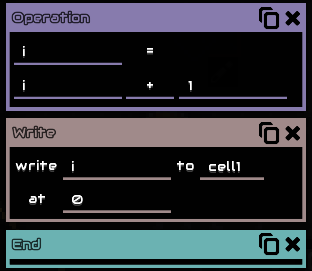 Operation
i =
i + 1
Write
write i to cell1
at 0
End